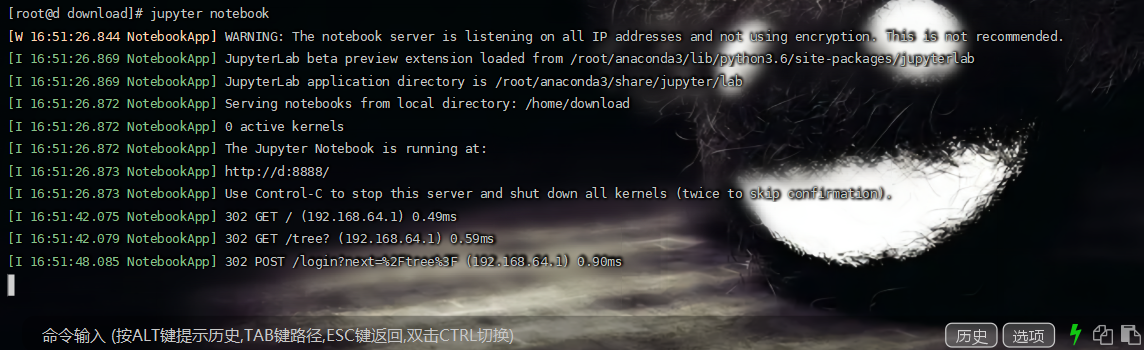 [root@d download]# jupyter notebook
[W 16:51:26.844 NotebookApp] WARNING: The notebook server is listening on all IP addresses and not using encryption. This is not recommended.
[I 16:51:26.869 NotebookApp] JupyterLab beta preview extension loaded from /root/anaconda3/lib/python3.6/site-packages/jupyterlab
[I 16:51:26.869 NotebookApp] JupyterLab application directory is /root/anaconda3/share/jupyter/lab
[I 16:51:26.872 NotebookApp] Serving notebooks from local directory: /home/download
[I 16:51:26.872 NotebookApp] 0 active kernels
[I 16:51:26.872 NotebookApp] The Jupyter Notebook is running at:
[I 16:51:26.873 NotebookApp] http://d:8888/
[I 16:51:26.873 NotebookApp] Use Control-C to stop this server and shut down all kernels (twice to skip confirmation).
[I 16:51:42.075 NotebookApp] 302 GET / (192.168.64.1) 0.49ms
[I 16:51:42.079 NotebookApp] 302 GET /tree? (192.168.64.1) 0.59ms
[I 16:51:48.085 NotebookApp] 302 POST /login?next=%2Ftree%3F (192.168.64.1) 0.90ms
命令输入 (按ALT键提示历史,TAB键路径,ESC键返回,双击CTRL切换) 历史 选项